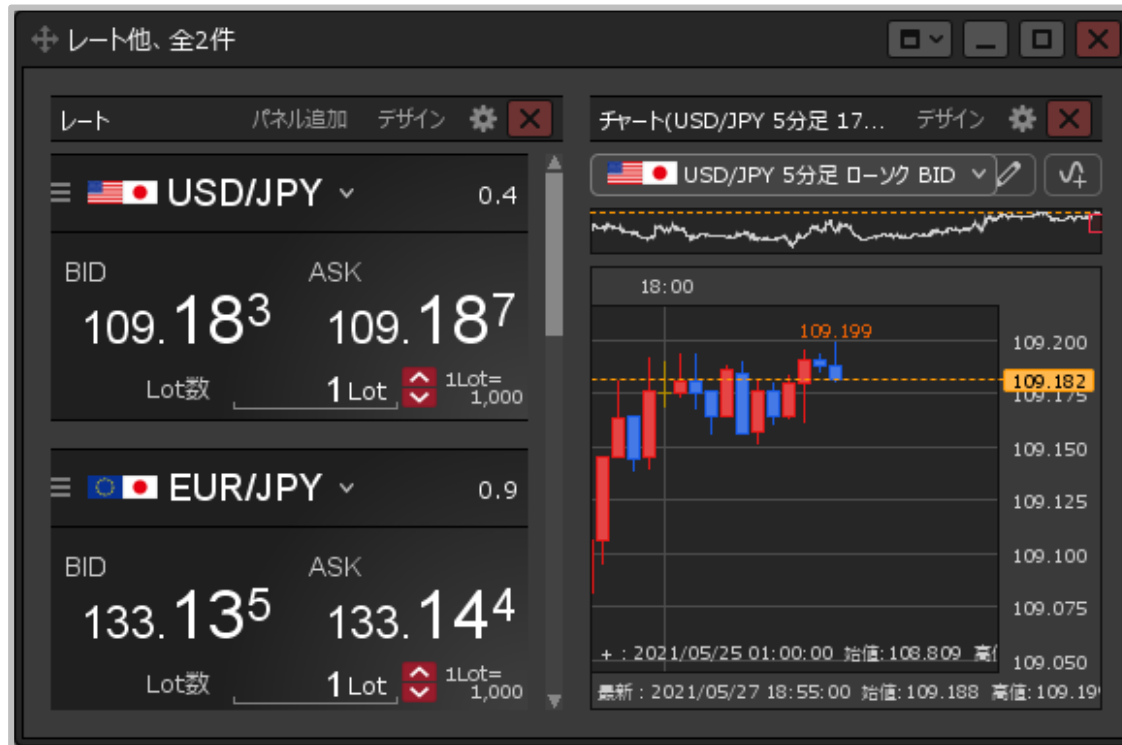 レート他、全2件
レート パネル追加 デザイン
USD/JPY 0.4
BID ASK
109.183 109.187
Lot数 1 Lot 1Lot=
1,000
EUR/JPY 0.9
BID ASK
133.135 133.144
Lot数 1 Lot 1Lot=
1,000
チャート(USD/JPY 5分足 17... デザイン
USD/JPY 5分足 ローソク BID
18:00
109.199
109.200
109.182
109.175
109.150
109.125
109.100
109.075
109.050
+ : 2021/05/25 01:00:00 始値:108.809 高
最新 : 2021/05/27 18:55:00 始値:109.188 高値:109.19